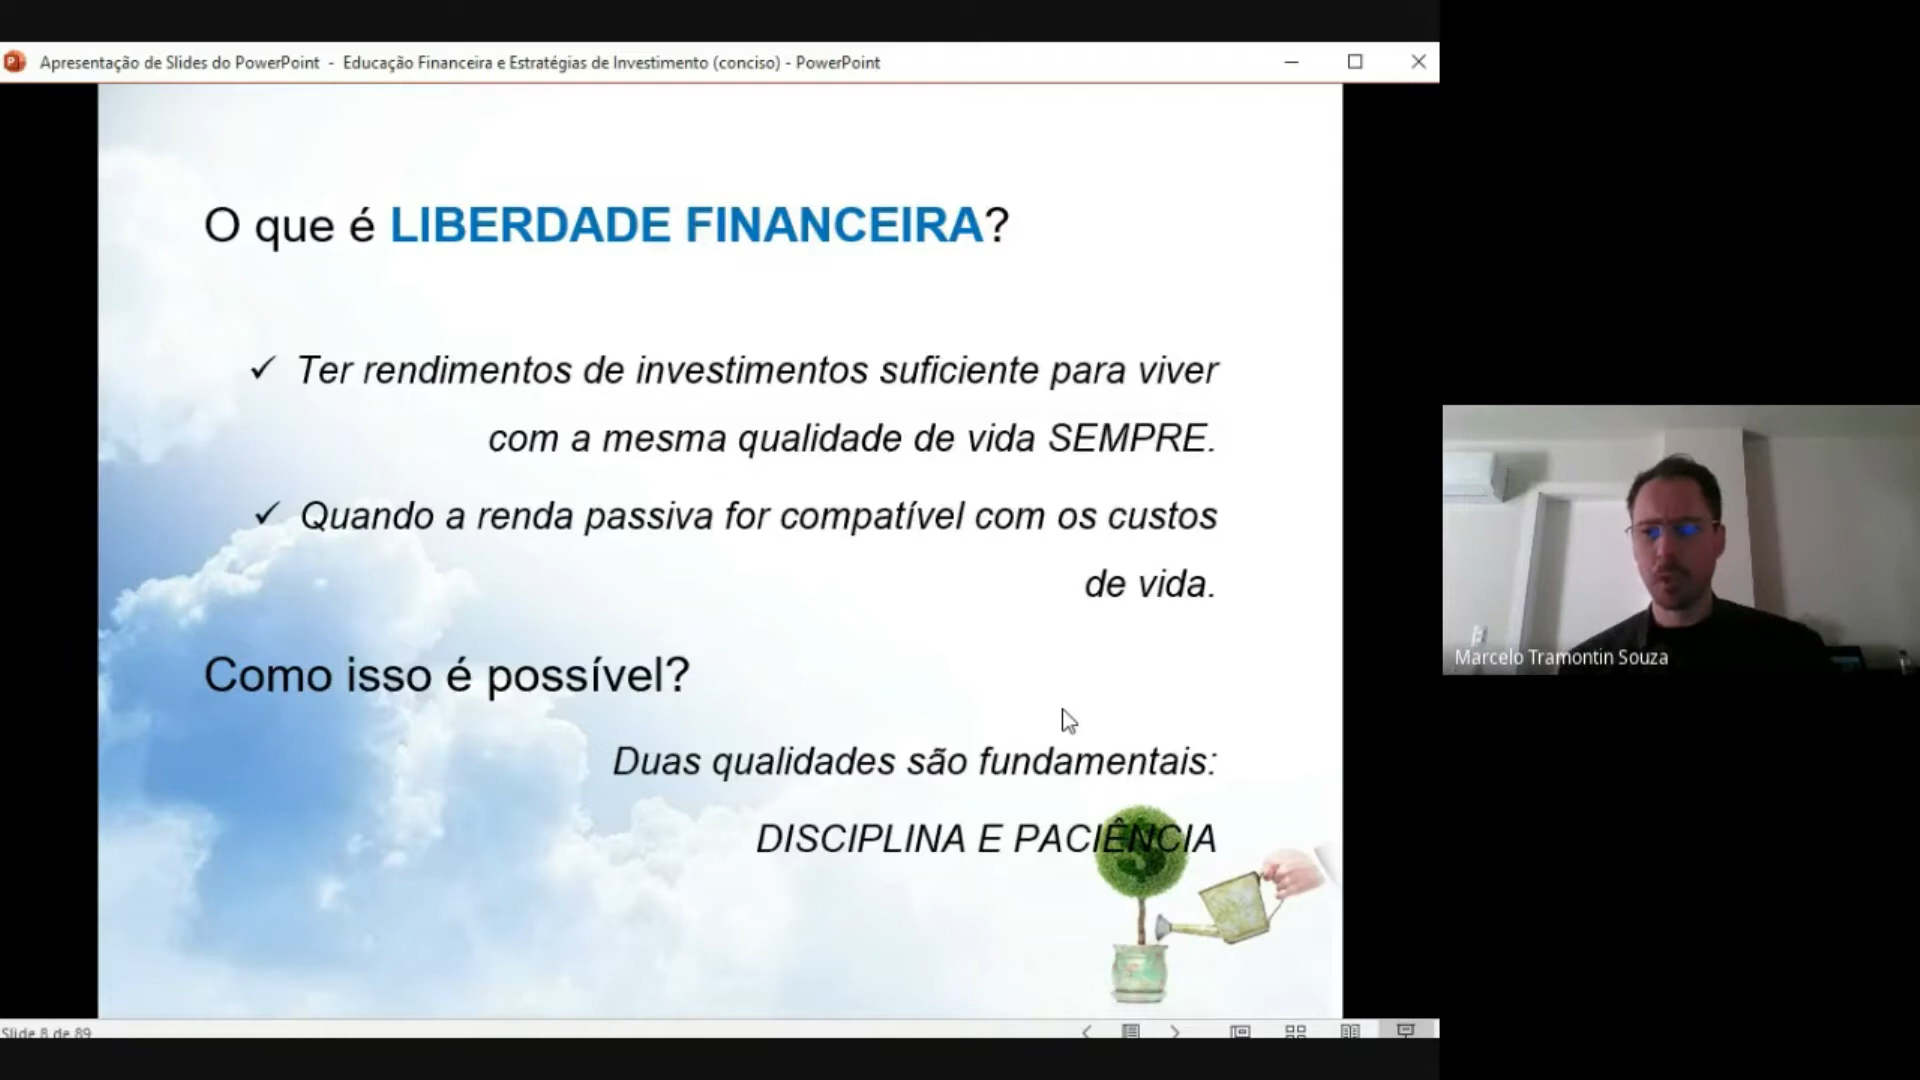 Apresentação de Slides do PowerPoint - Educação Financeira e Estratégias de Investimento (conciso) - PowerPoint
O que é LIBERDADE FINANCEIRA?
✓ Ter rendimentos de investimentos suficiente para viver
com a mesma qualidade de vida SEMPRE.
✓ Quando a renda passiva for compatível com os custos
de vida.
Como isso é possível?
Duas qualidades são fundamentais:
DISCIPLINA E PACIÊNCIA
Marcelo Tramontin Souza
Slide 8 de 89